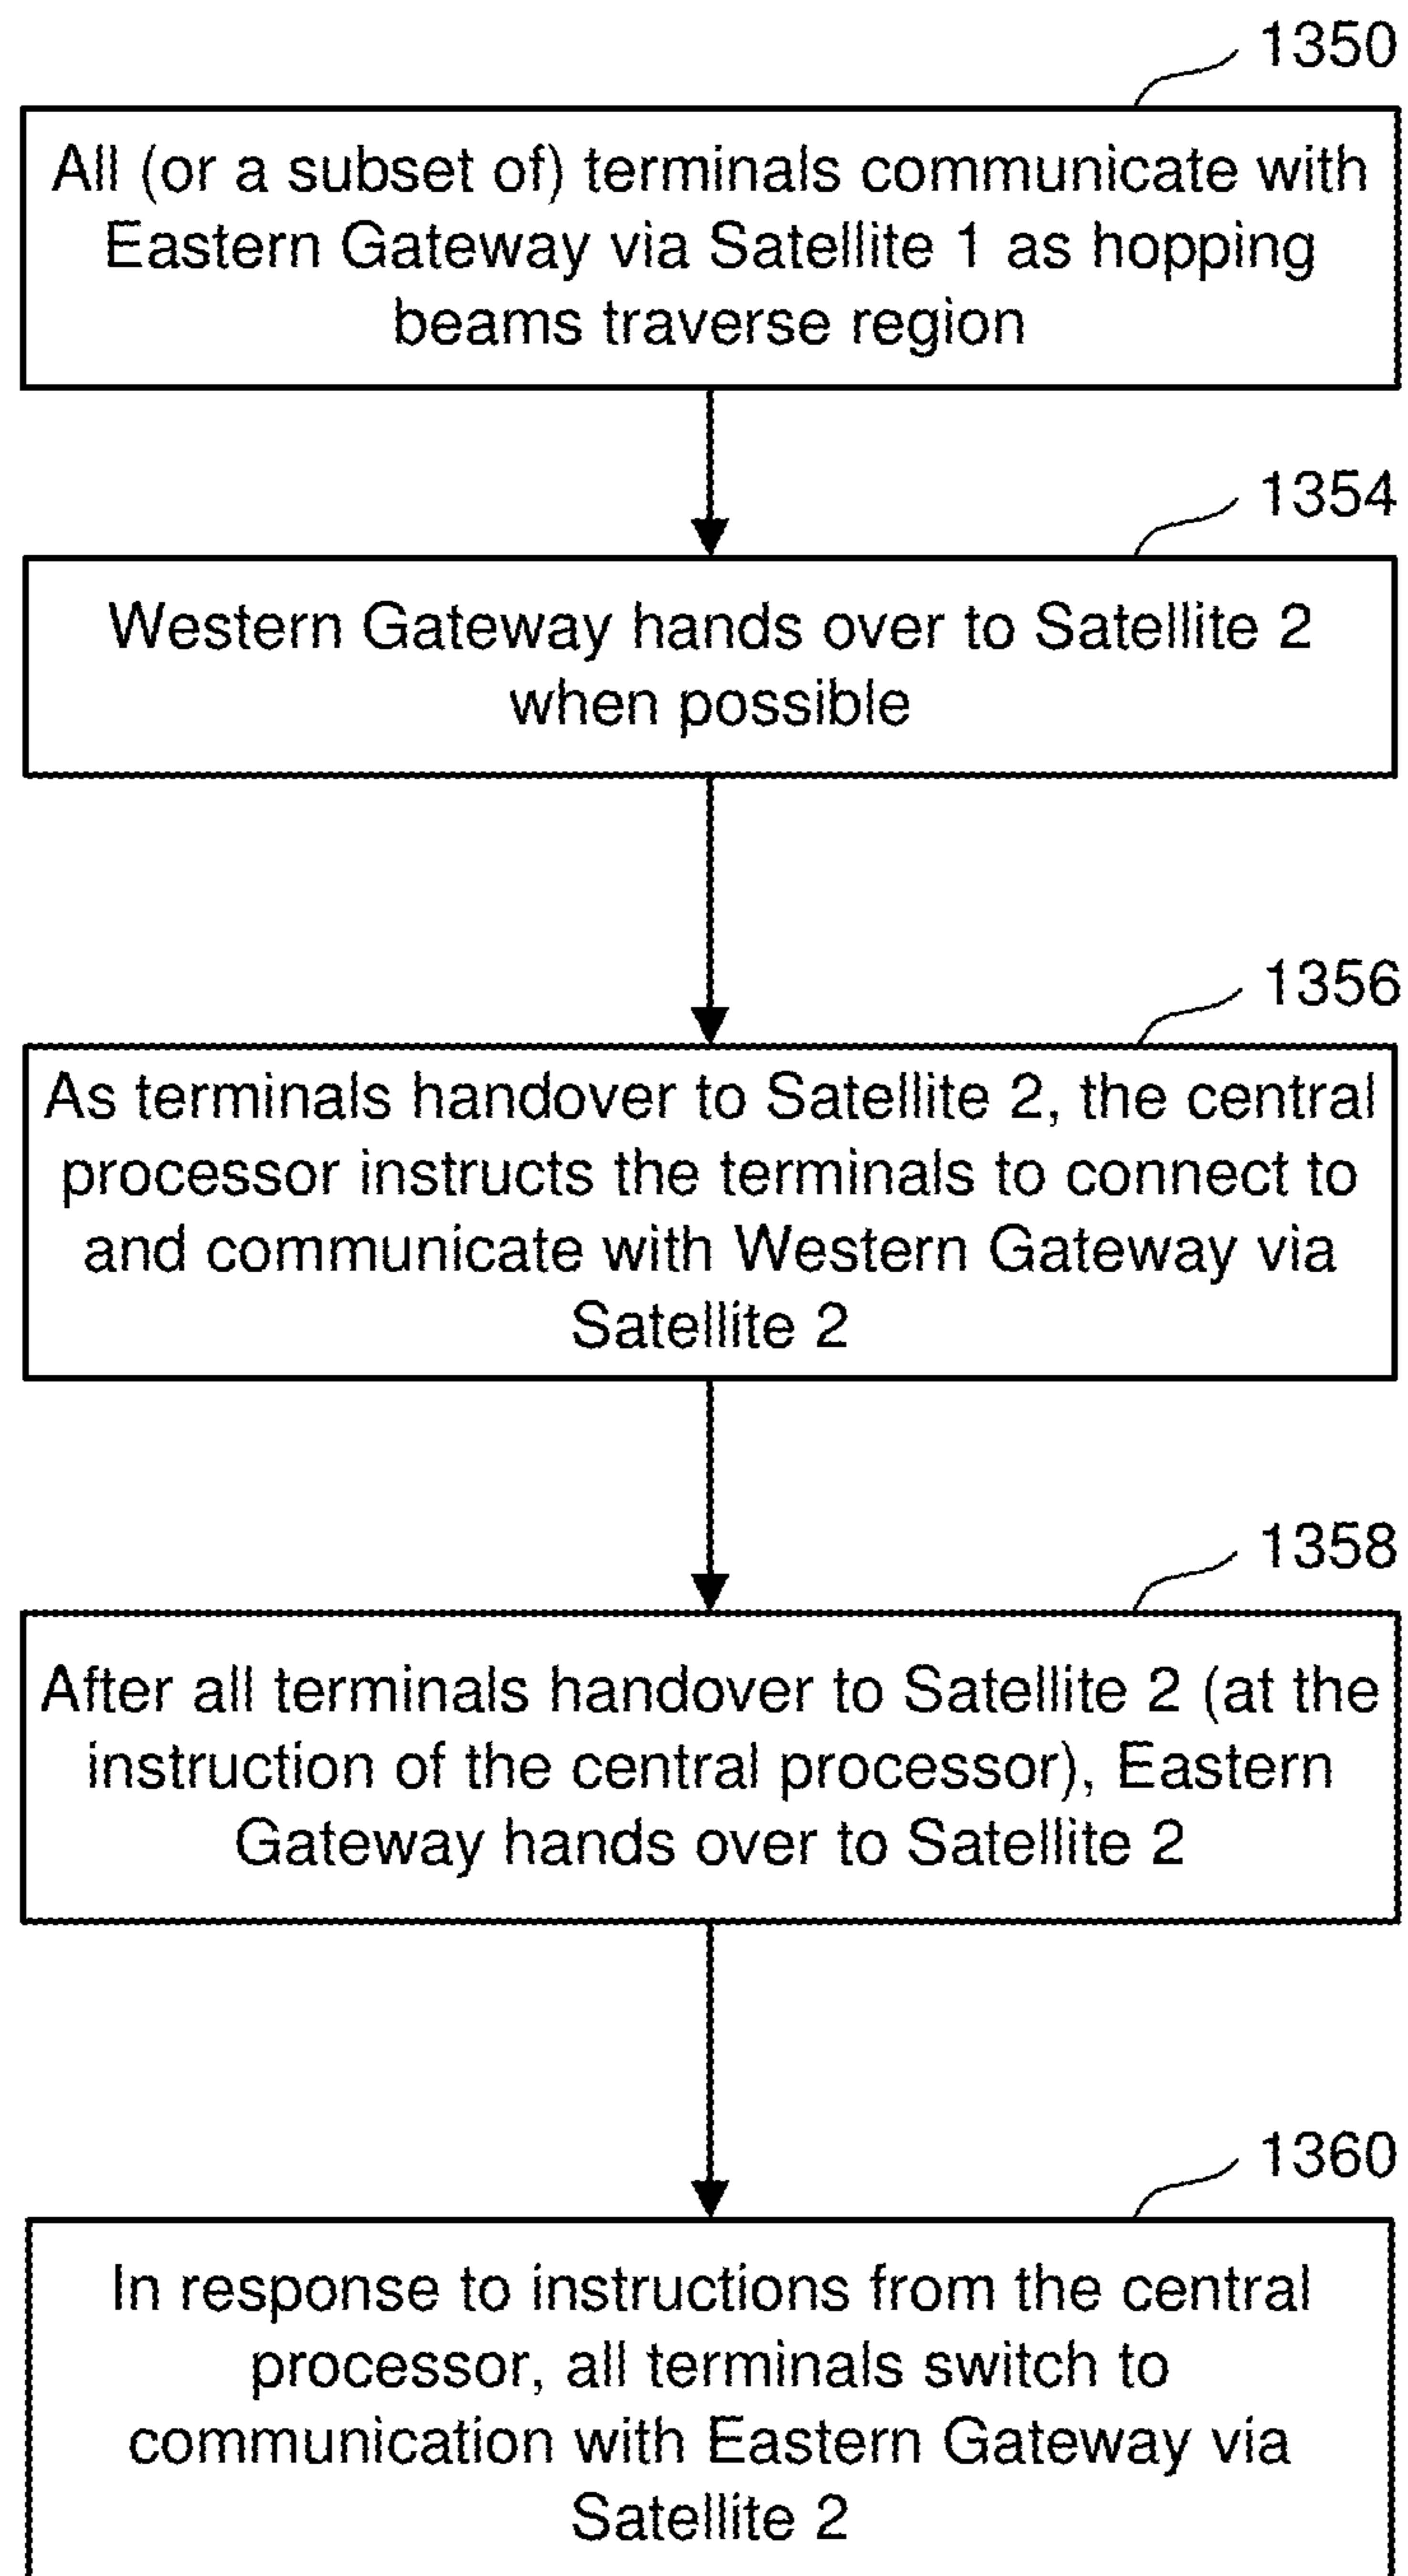 1350
All (or a subset of) terminals communicate with
Eastern Gateway via Satellite 1 as hopping
beams traverse region
1354
Western Gateway hands over to Satellite 2
when possible
1356
As terminals handover to Satellite 2, the central
processor instructs the terminals to connect to
and communicate with Western Gateway via
Satellite 2
1358
After all terminals handover to Satellite 2 (at the
instruction of the central processor), Eastern
Gateway hands over to Satellite 2
1360
In response to instructions from the central
processor, all terminals switch to
communication with Eastern Gateway via
Satellite 2